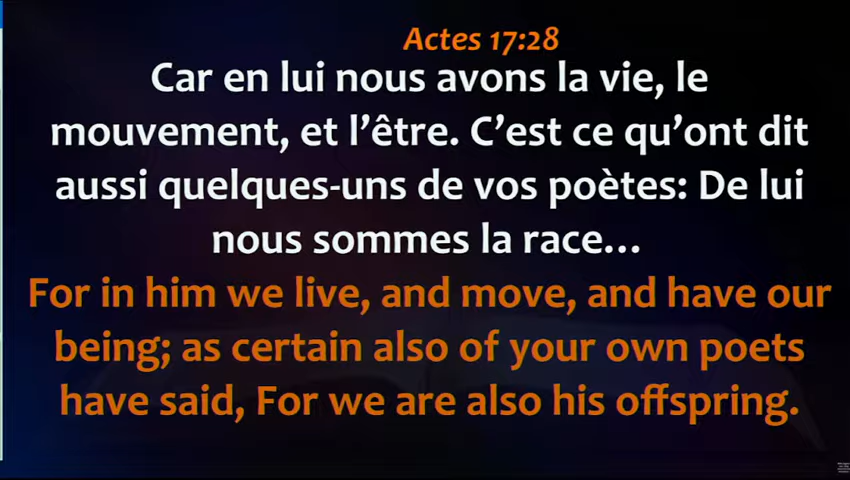 Actes 17:28
Car en lui nous avons la vie, le
mouvement, et l’être. C’est ce qu’ont dit
aussi quelques-uns de vos poètes: De lui
nous sommes la race…
For in him we live, and move, and have our
being; as certain also of your own poets
have said, For we are also his offspring.